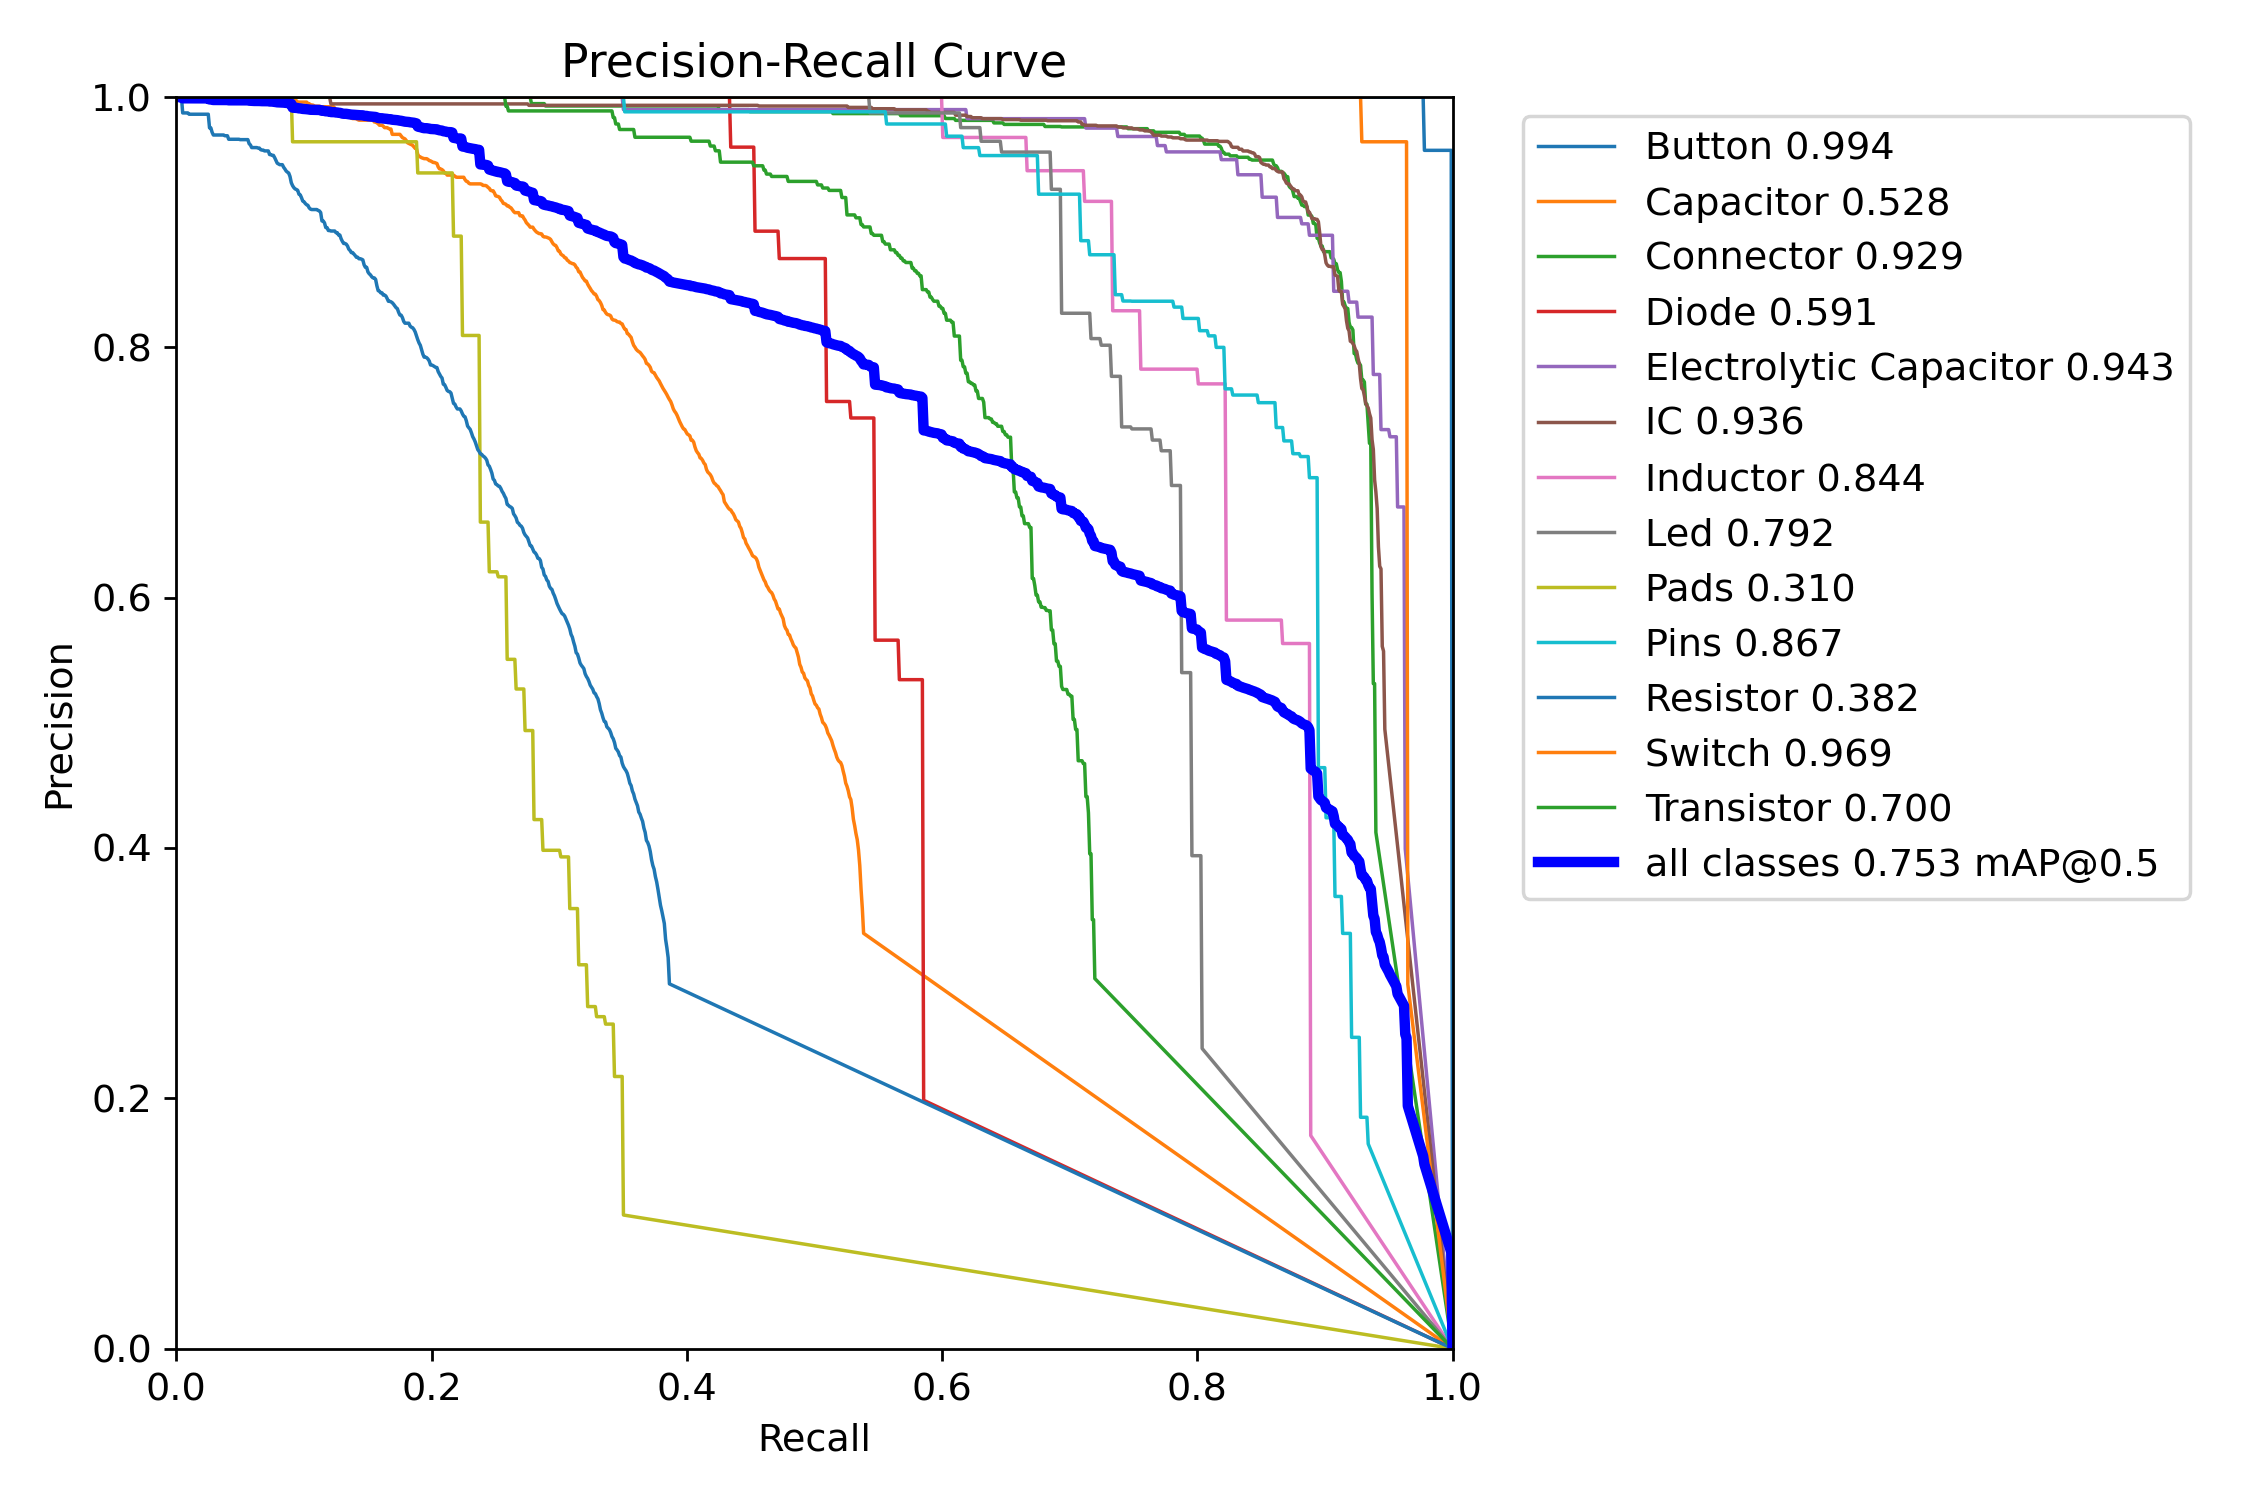 Precision-Recall Curve
1.0
0.8
0.6
0.4
0.2
0.0
Precision
0.0 0.2 0.4 0.6 0.8 1.0
Recall
Button 0.994
Capacitor 0.528
Connector 0.929
Diode 0.591
Electrolytic Capacitor 0.943
IC 0.936
Inductor 0.844
Led 0.792
Pads 0.310
Pins 0.867
Resistor 0.382
Switch 0.969
Transistor 0.700
all classes 0.753 mAP@0.5